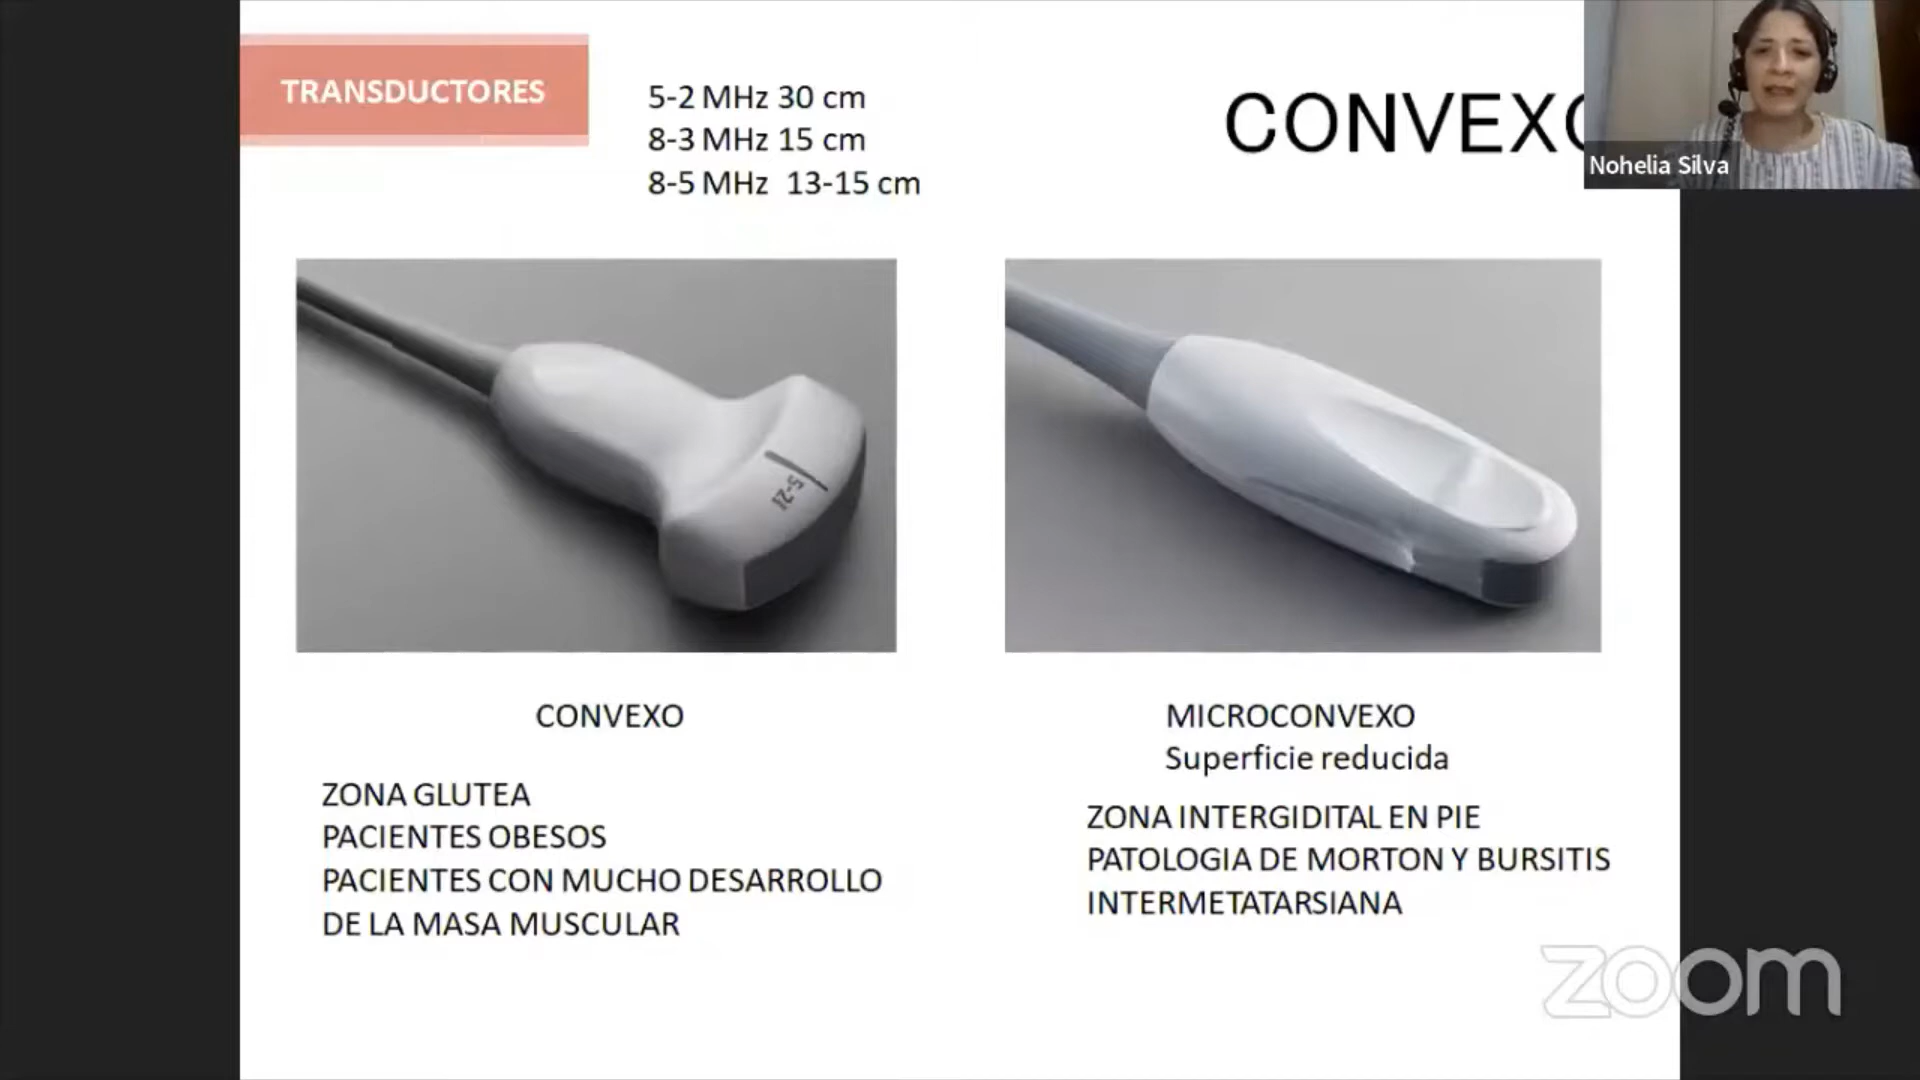 TRANSDUCTORES
5-2 MHz 30 cm
8-3 MHz 15 cm
8-5 MHz 13-15 cm
CONVEXO
Nohelia Silva
5-2
CONVEXO
ZONA GLUTEA
PACIENTES OBESOS
PACIENTES CON MUCHO DESARROLLO
DE LA MASA MUSCULAR
MICROCONVEXO
Superficie reducida
ZONA INTERGIDITAL EN PIE
PATOLOGIA DE MORTON Y BURSITIS
INTERMETATARSIANA
zoom